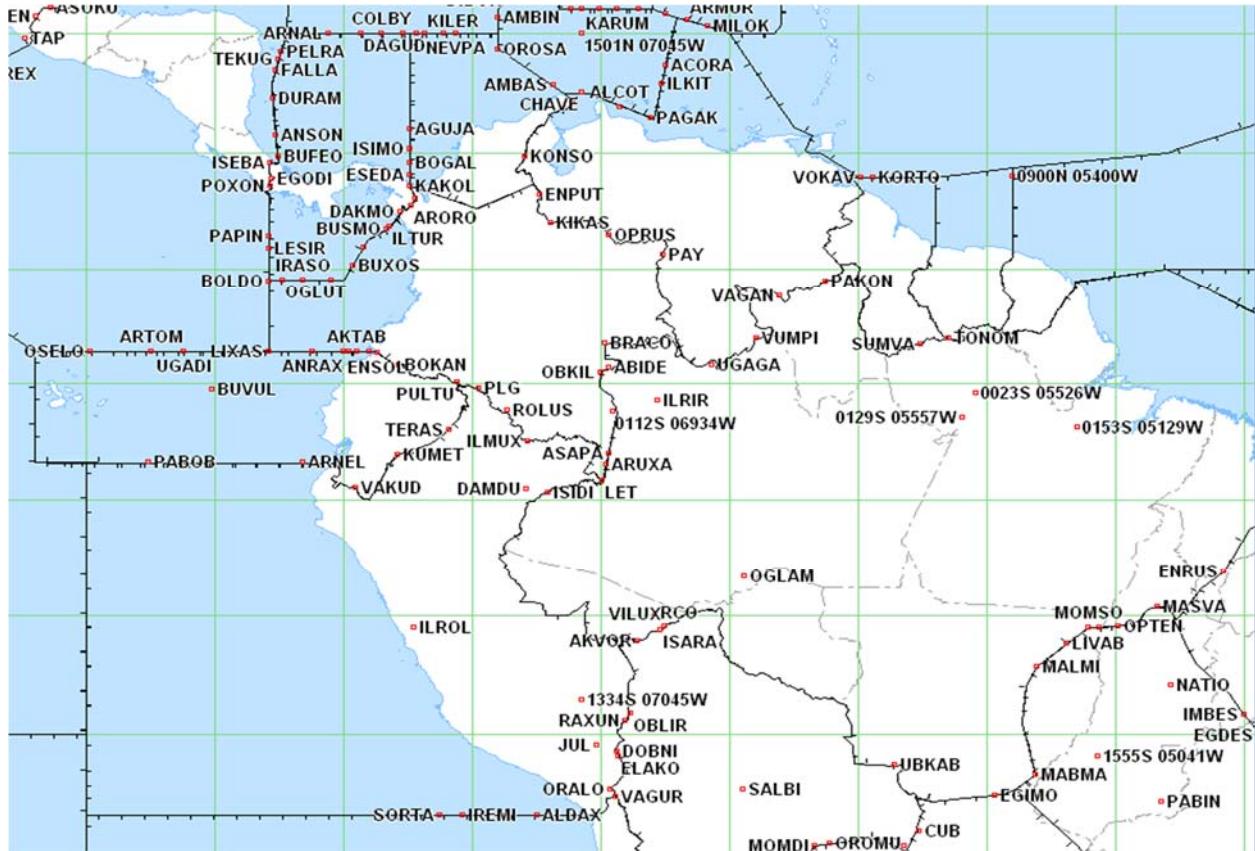 ASOKU
EN
TAP
REX
COLBY
KILER
AMBIN
KARUM
ARMUR
MILOK
ARNAL
DAGUD
NEVPA
OROSA
1501N 07045W
PELRA
TEKUG
FALLA
ACORA
ILKIT
AMBAS
ALCOT
DURAM
CHAVE
PAGAK
ANSON
AGUJA
BUFEO
ISIMO
ISEBA
BOGAL
KONSO
EGODI
ESEDA
POXON
KAKOL
VOKAV
KORTO
0900N 05400W
ENPUT
DAKMO
ARORO
BUSMO
KIKAS
ILTUR
OPRUS
PAPIN
LESIR
PAY
IRASO
BUXOS
BOLDO
OGLUT
VAGAN
PAKON
ARTOM
AKTAB
BRACO
VUMPI
TONOM
OSELO
LIXAS
SUMVA
UGADI
ANRAX
ENSOL
BOKAN
ABIDE
UGAGA
OBKIL
BUVUL
PULTU
PLG
0023S 05526W
ILRIR
ROLUS
0112S 06934W
0129S 05557W
0153S 05129W
TERAS
ILMUX
KUMET
ASAPA
PABOB
ARNEL
ARUXA
VAKUD
DAMDU
ISIDI
LET
OGLAM
ENRUS
VILUX
RCO
MOMSO
MASVA
ILROL
OPTEN
AKVOR
ISARA
LIVAB
MALMI
NATIO
1334S 07045W
RAXUN
OBLIR
IMBES
EGDES
JUL
DOBNI
1555S 05041W
ELAKO
UBKAB
MABMA
ORALO
VAGUR
SALBI
EGIMO
PABIN
SORTA
IREMI
ALDAX
CUB
MOMDI
OROMU